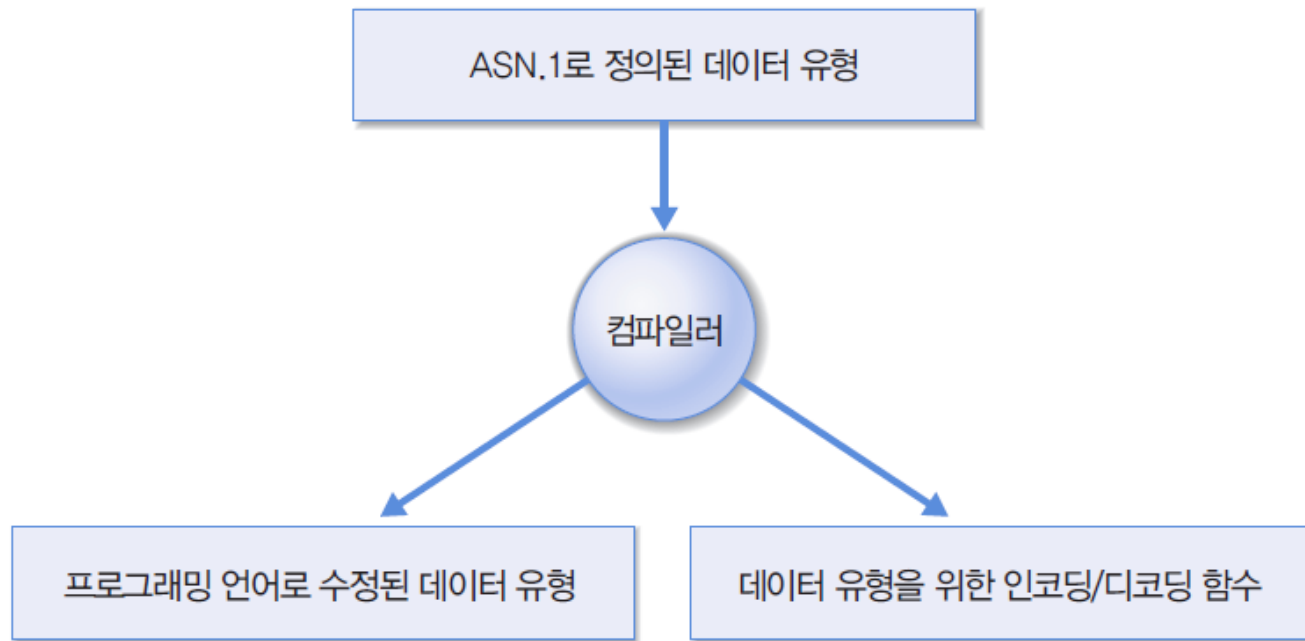 ASN.1로 정의된 데이터 유형
컴파일러
프로그래밍 언어로 수정된 데이터 유형
데이터 유형을 위한 인코딩/디코딩 함수